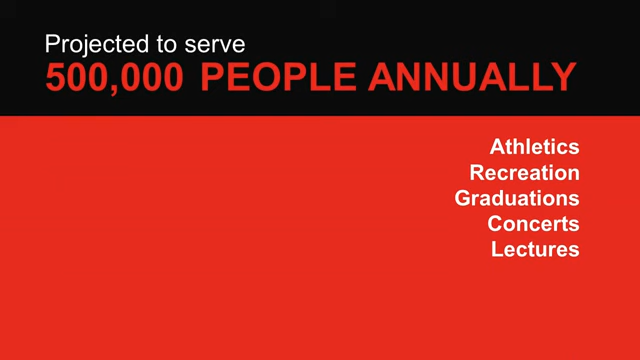 Projected to serve
500,000 PEOPLE ANNUALLY
Athletics
Recreation
Graduations
Concerts
Lectures